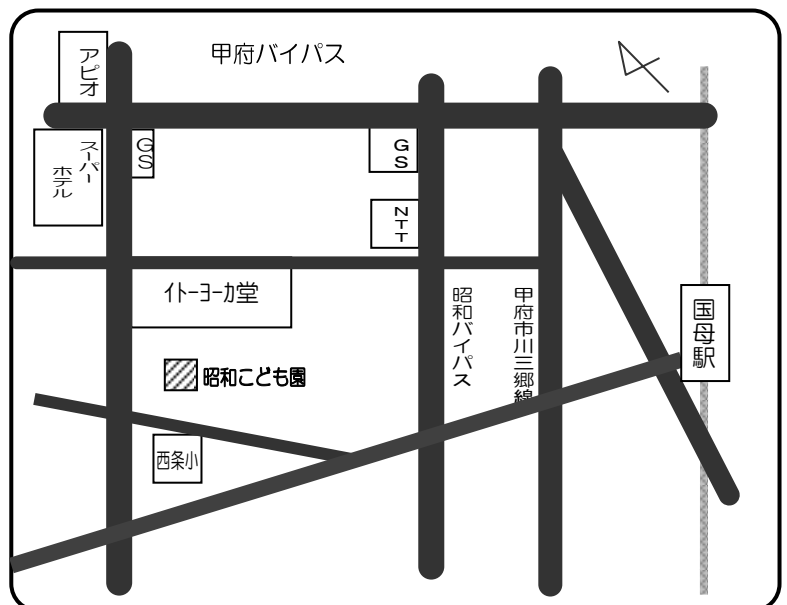 甲府バイパス
アピオ
スーパー
ホテル
GS
GS
NTT
イトーヨーカ堂
昭和バイパス
甲府市川三郷線
国母駅
昭和こども園
西条小